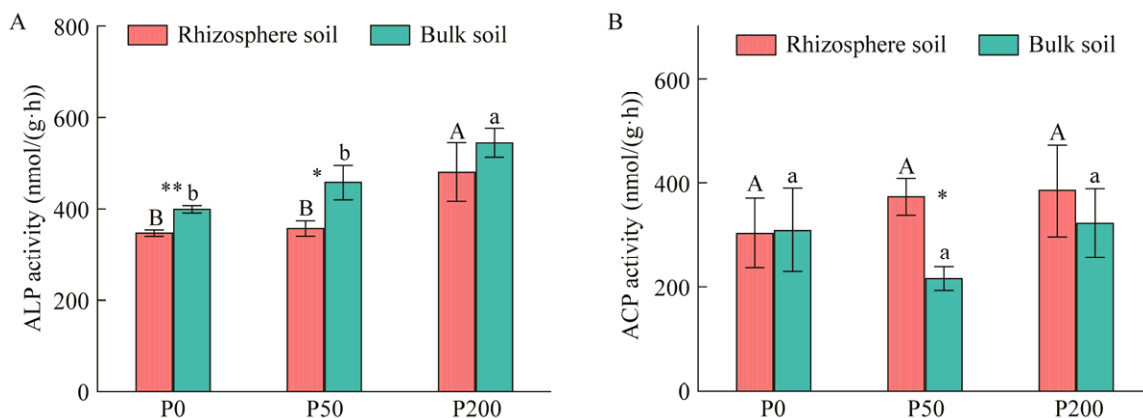 A
ALP activity (nmol/(g·h))
800
600
400
200
0
Rhizosphere soil
Bulk soil
B
**
b
B
*
b
A
a
P0
P50
P200
B
ACP activity (nmol/(g·h))
600
400
200
0
Rhizosphere soil
Bulk soil
A
a
A
*
a
A
a
P0
P50
P200